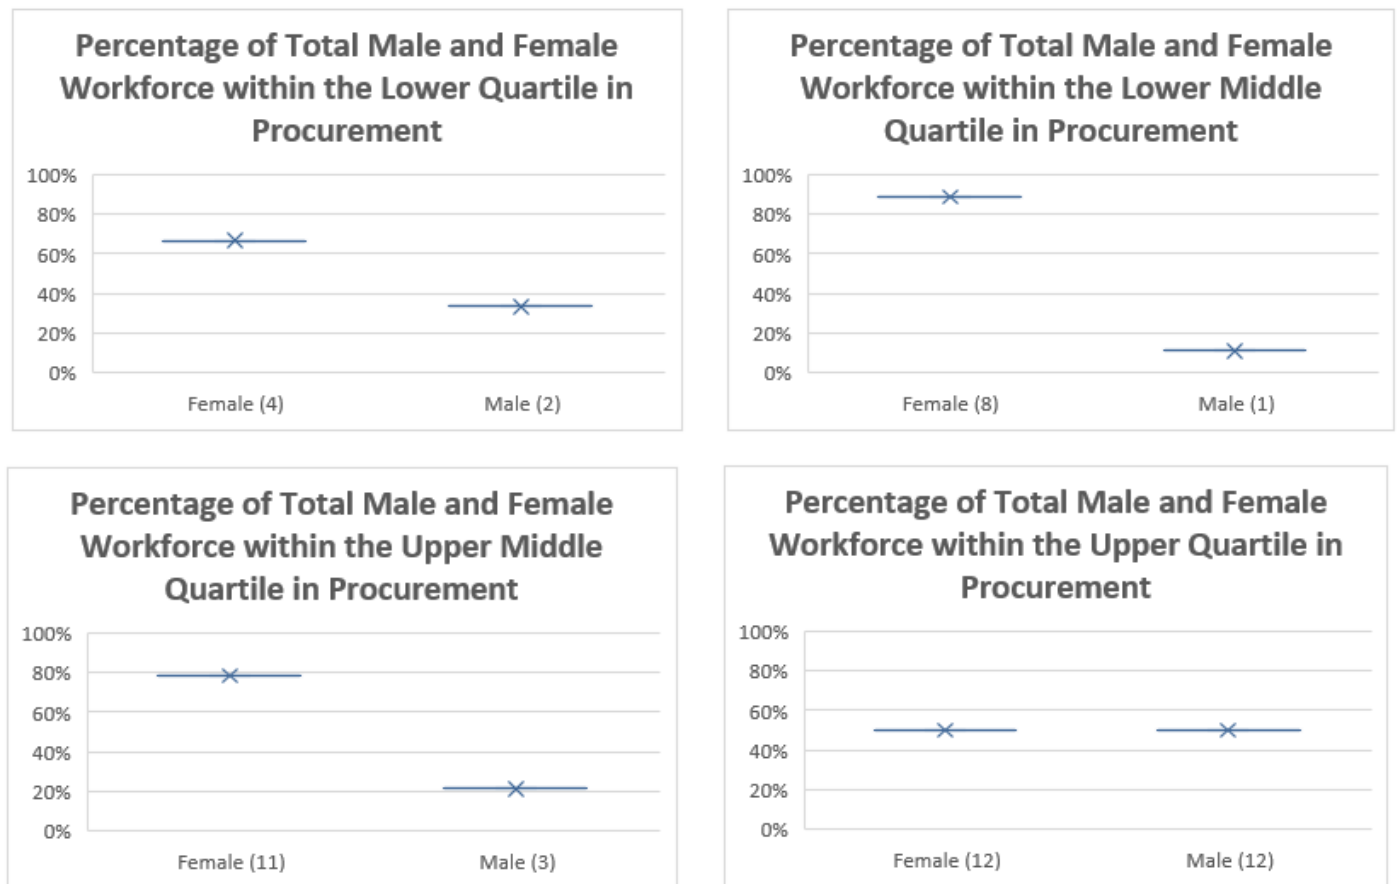 Percentage of Total Male and Female
Workforce within the Lower Quartile in
Procurement
100%
80%
60%
40%
20%
0%
Female (4)
Male (2)
Percentage of Total Male and Female
Workforce within the Lower Middle
Quartile in Procurement
100%
80%
60%
40%
20%
0%
Female (8)
Male (1)
Percentage of Total Male and Female
Workforce within the Upper Middle
Quartile in Procurement
100%
80%
60%
40%
20%
0%
Female (11)
Male (3)
Percentage of Total Male and Female
Workforce within the Upper Quartile in
Procurement
100%
80%
60%
40%
20%
0%
Female (12)
Male (12)